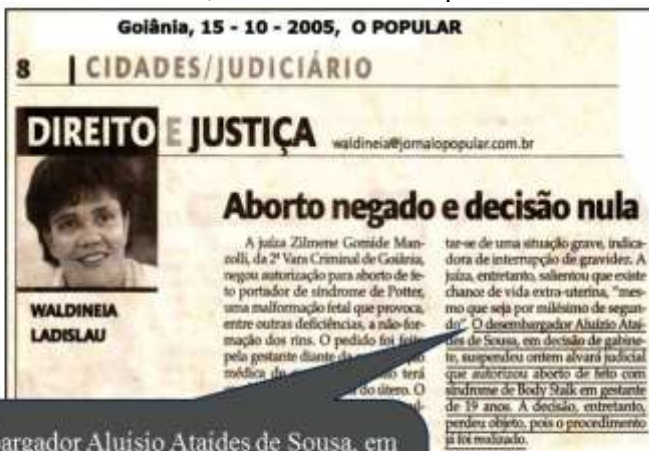 Goiânia, 15 - 10 - 2005, O POPULAR
8 | CIDADES/JUDICIÁRIO
DIREITO E JUSTIÇA waldineia@jornalopopular.com.br
WALDINEIA
LADISLAU
Aborto negado e decisão nula
A juíza Zilmene Gomide Man-
zolli, da 2ª Vara Criminal de Goiânia,
negou autorização para aborto de fe-
to portador de síndrome de Potter,
uma malformação fetal que provoca,
entre outras deficiências, a não-for-
mação dos rins. O pedido foi feito
pela gestante diante da
médica de terá
do útero. O
tar-se de uma situação grave, indica-
dora de interrupção de gravidez. A
juíza, entretanto, salientou que existe
chance de vida extra-uterina, "mes-
mo que seja por milésimo de segun-
do". O desembargador Aluízio Ataí-
des de Sousa, em decisão de gabine-
te, suspendeu ontem alvará judicial
que autorizou aborto de feto com
síndrome de Body Stalk em gestante
de 19 anos. A decisão, entretanto,
perdeu objeto, pois o procedimento
já foi realizado.
bargador Aluisio Ataídes de Sousa, em